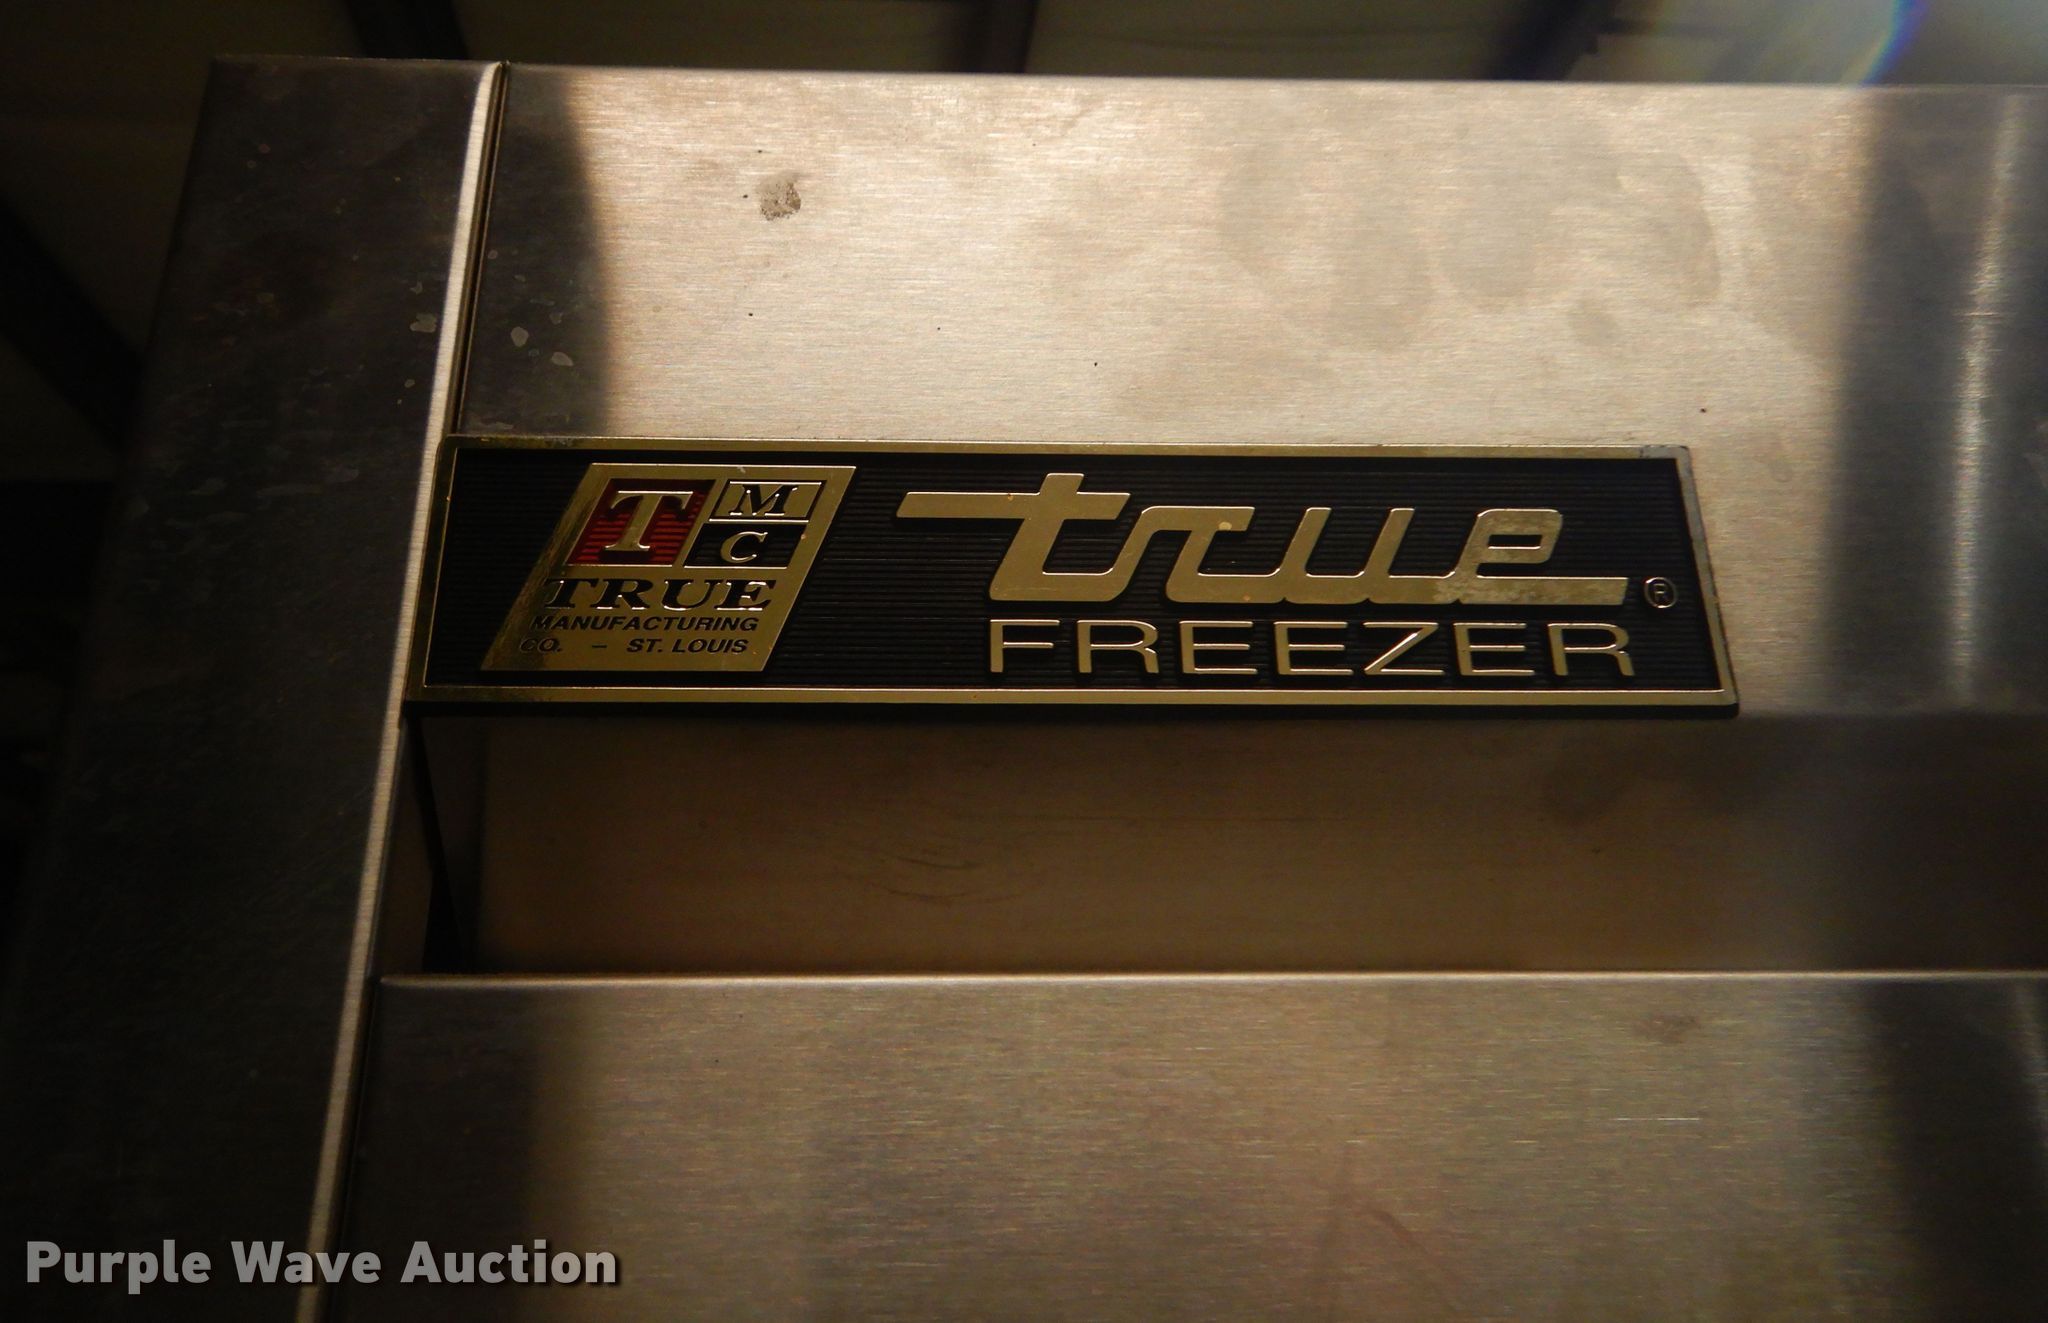 T M
C
TRUE
MANUFACTURING
CO. – ST. LOUIS
true ®
FREEZER
Purple Wave Auction